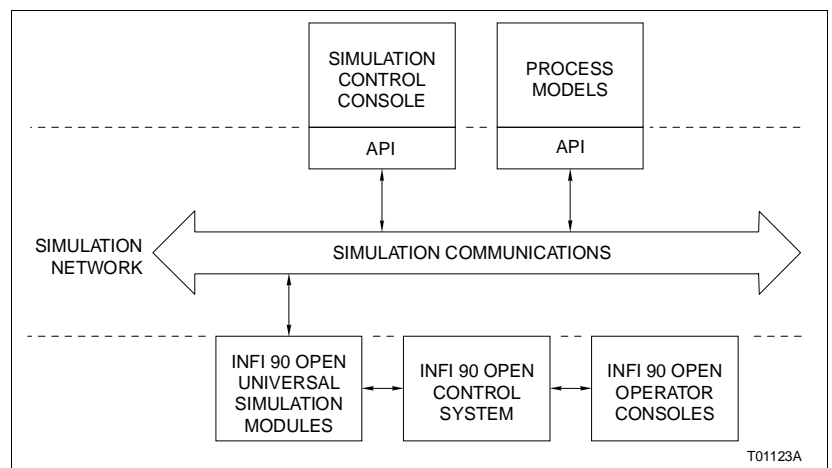 SIMULATION
CONTROL
CONSOLE
PROCESS
MODELS
API
API
SIMULATION
NETWORK
SIMULATION COMMUNICATIONS
INFI 90 OPEN
UNIVERSAL
SIMULATION
MODULES
INFI 90 OPEN
CONTROL
SYSTEM
INFI 90 OPEN
OPERATOR
CONSOLES
T01123A